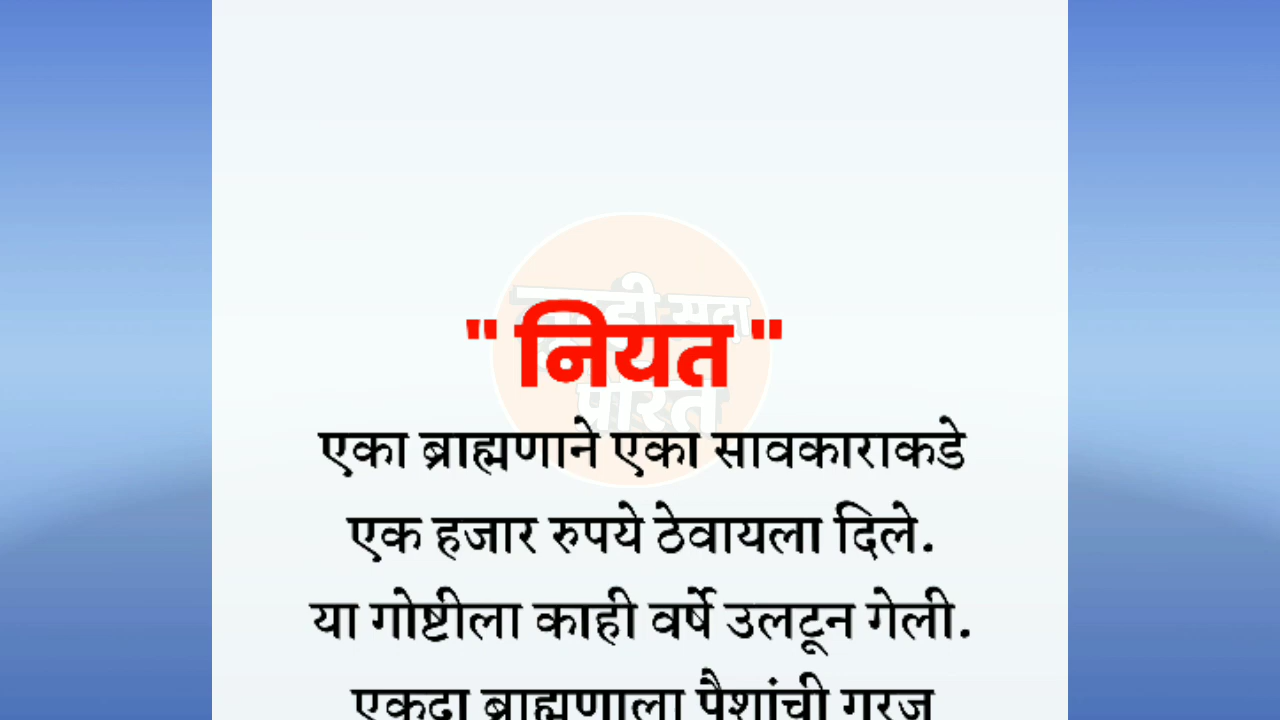 " नियत "
एका ब्राह्मणाने एका सावकाराकडे
एक हजार रुपये ठेवायला दिले.
या गोष्टीला काही वर्षे उलटून गेली.
एकदा ब्राह्मणाला पैशांची गरज